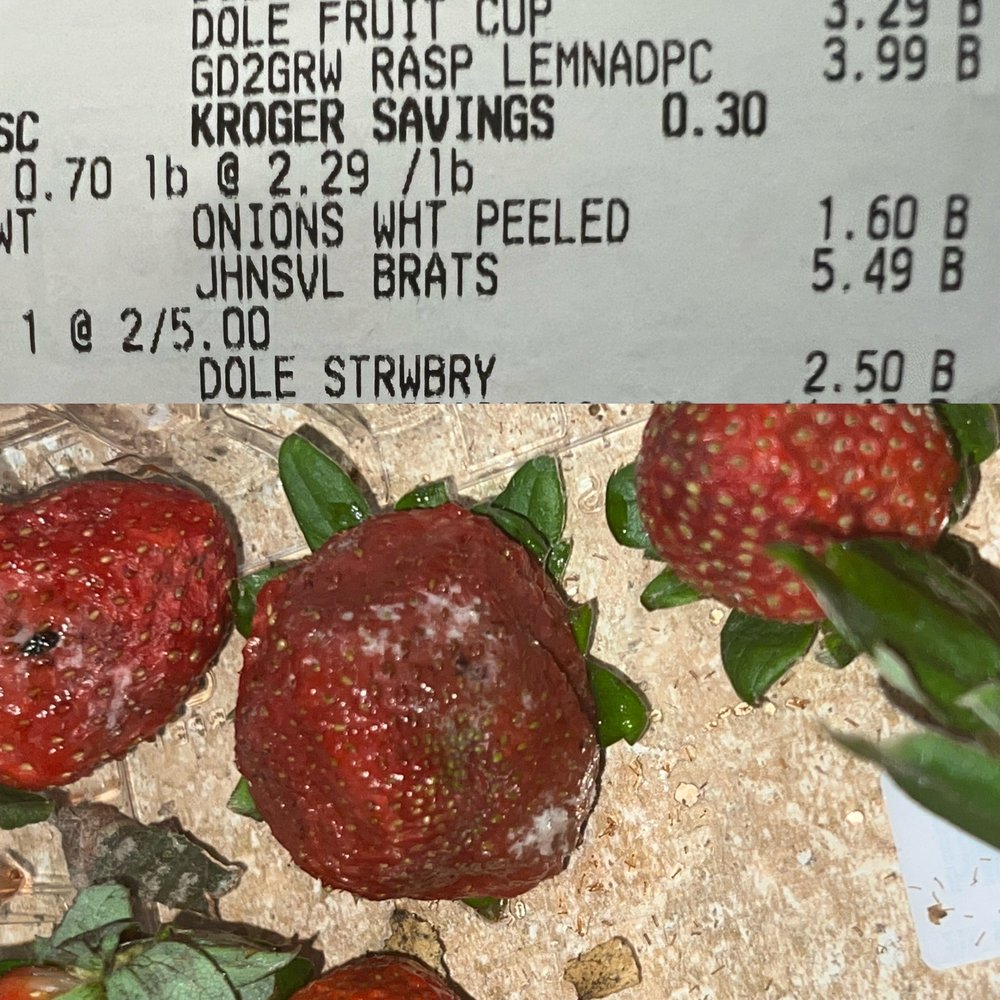 DOLE FRUIT CUP 3.29 B
GD2GRW RASP LEMNADPC 3.99 B
SC KROGER SAVINGS 0.30
0.70 lb @ 2.29 /lb
WT ONIONS WHT PEELED 1.60 B
JHNSVL BRATS 5.49 B
1 @ 2/5.00
DOLE STRWBRY 2.50 B